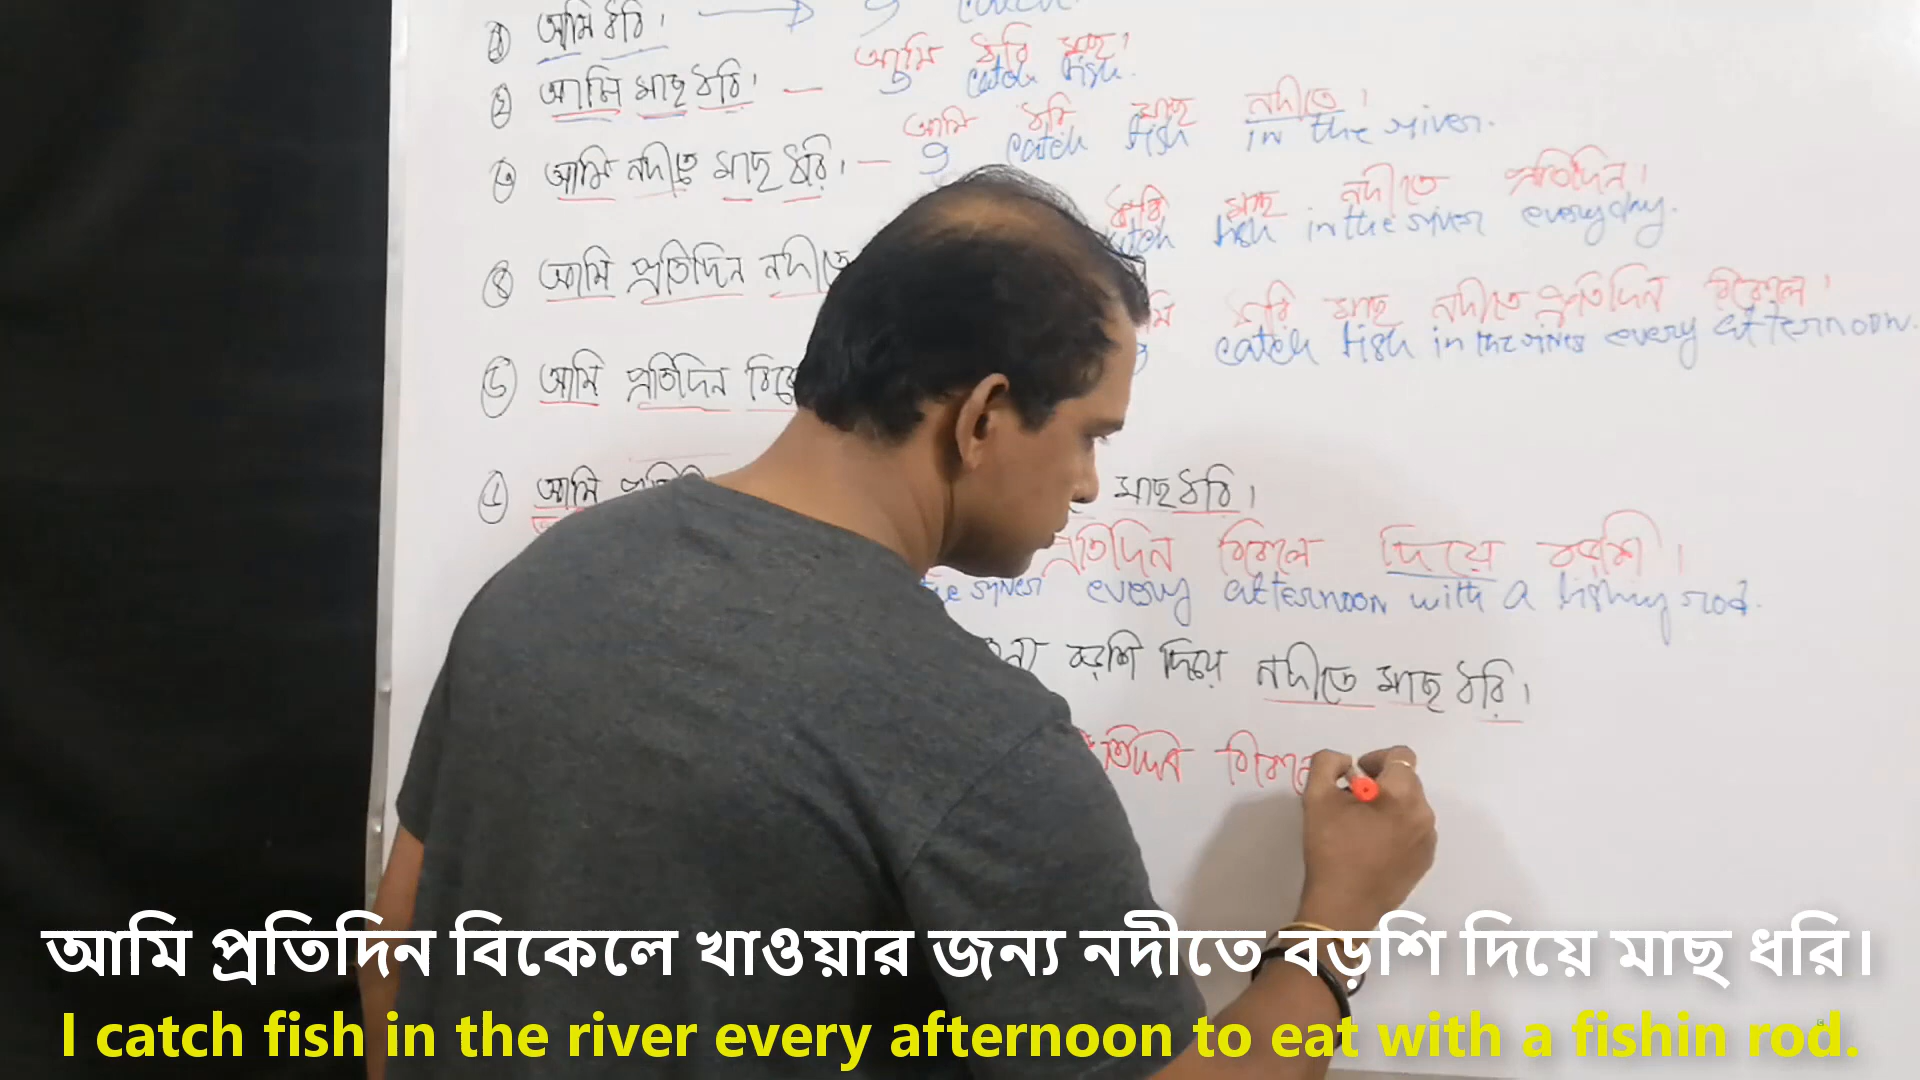 ① আমি ধরি। → I catch.
আমি ধরি মাছ।
② আমি মাছ ধরি। — I catch fish.
আমি ধরি মাছ নদীতে।
③ আমি নদীতে মাছ ধরি। — I catch fish in the river.
ধরি মাছ নদীতে প্রতিদিন।
catch fish in the river everyday.
৪ আমি প্রতিদিন নদীতে
ধরি মাছ নদীতে প্রতিদিন বিকেলে।
I catch fish in the river every afternoon.
আমি প্রতিদিন
আমি মাছ ধরি।
প্রতিদিন বিকেলে দিয়ে বড়শী।
river every afternoon with a fishing rod.
বড়শি দিয়ে নদীতে মাছ ধরি।
বিকেলে
আমি প্রতিদিন বিকেলে খাওয়ার জন্য নদীতে বড়শি দিয়ে মাছ ধরি।
I catch fish in the river every afternoon to eat with a fishin rod.